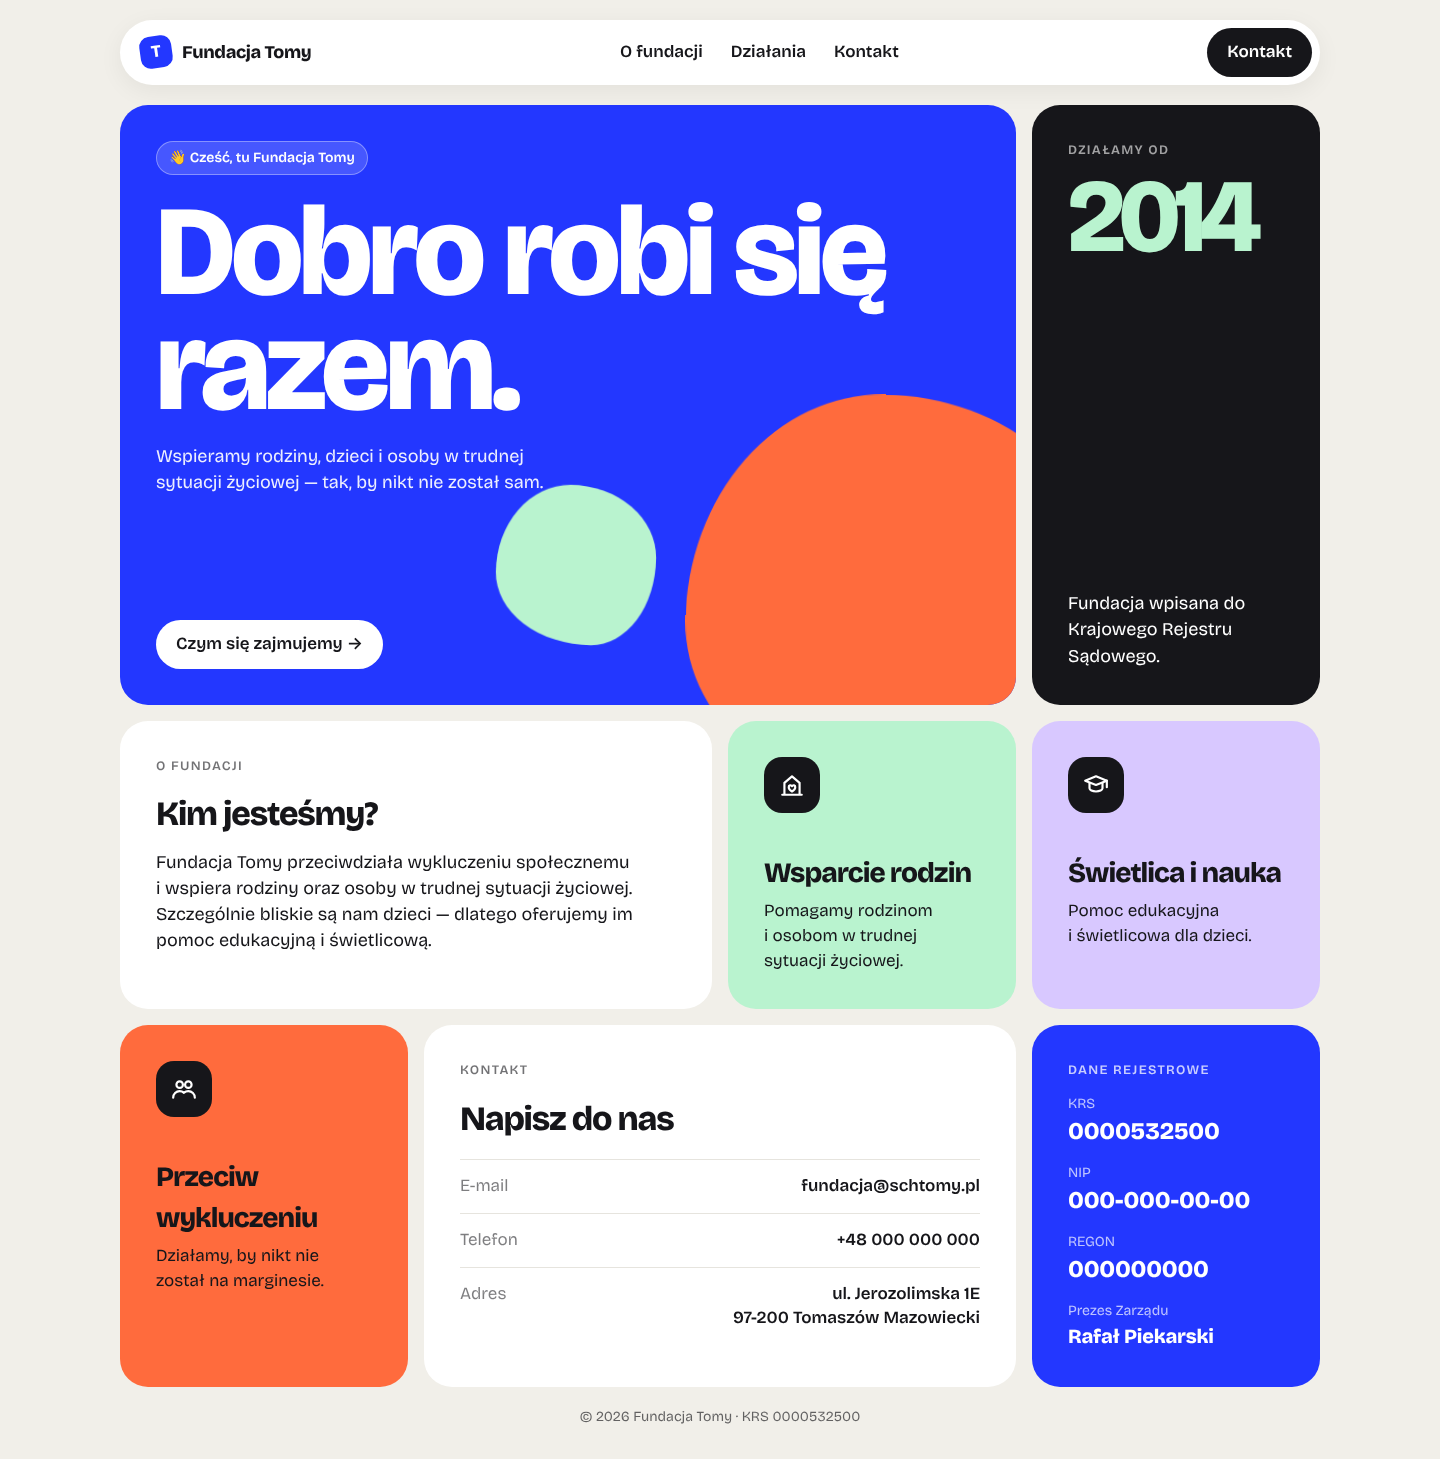 T Fundacja Tomy
O fundacji Działania Kontakt
Kontakt
👋 Cześć, tu Fundacja Tomy
Dobro robi się
razem.
Wspieramy rodziny, dzieci i osoby w trudnej
sytuacji życiowej — tak, by nikt nie został sam.
Czym się zajmujemy →
DZIAŁAMY OD
2014
Fundacja wpisana do
Krajowego Rejestru
Sądowego.
O FUNDACJI
Kim jesteśmy?
Fundacja Tomy przeciwdziała wykluczeniu społecznemu
i wspiera rodziny oraz osoby w trudnej sytuacji życiowej.
Szczególnie bliskie są nam dzieci — dlatego oferujemy im
pomoc edukacyjną i świetlicową.
Wsparcie rodzin
Pomagamy rodzinom
i osobom w trudnej
sytuacji życiowej.
Świetlica i nauka
Pomoc edukacyjna
i świetlicowa dla dzieci.
Przeciw
wykluczeniu
Działamy, by nikt nie
został na marginesie.
KONTAKT
Napisz do nas
E-mail fundacja@schtomy.pl
Telefon +48 000 000 000
Adres ul. Jerozolimska 1E
97-200 Tomaszów Mazowiecki
DANE REJESTROWE
KRS
0000532500
NIP
000-000-00-00
REGON
000000000
Prezes Zarządu
Rafał Piekarski
© 2026 Fundacja Tomy · KRS 0000532500